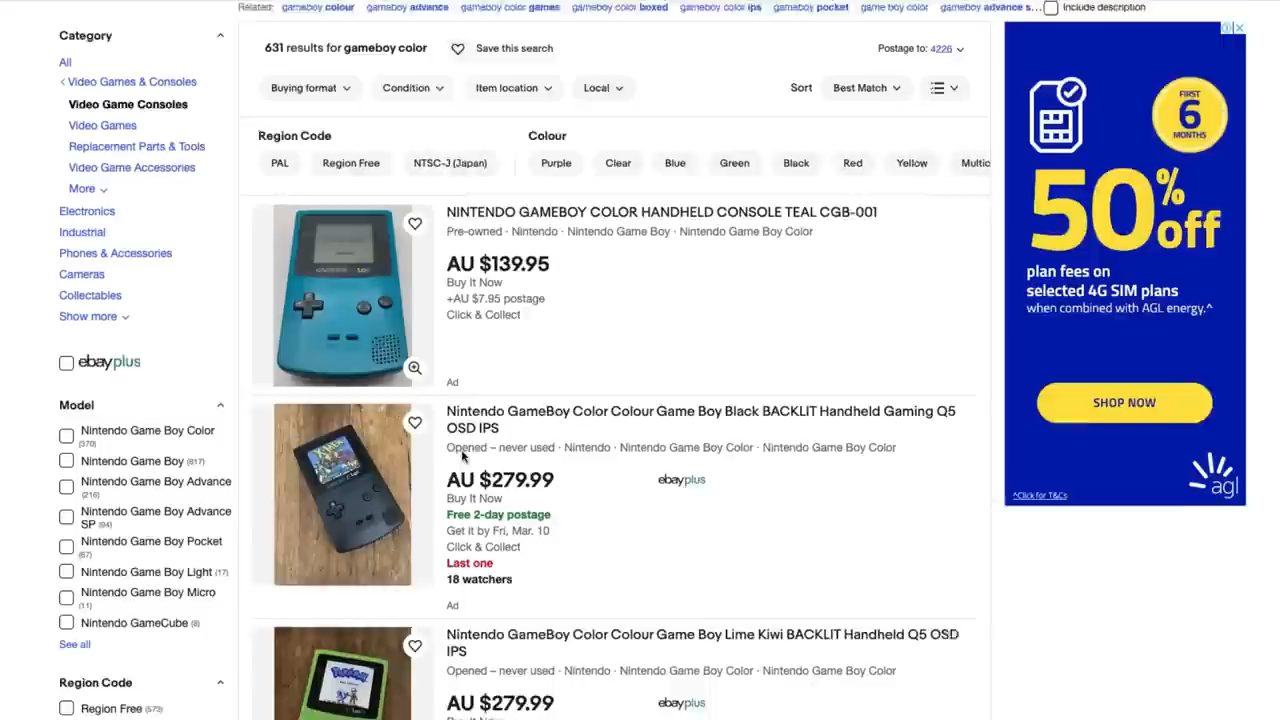 Related: gameboy colour gameboy advance gameboy color games gameboy color boxed gameboy color ips gameboy pocket game boy color gameboy advance s... Include description
Category
All
Video Games & Consoles
Video Game Consoles
Video Games
Replacement Parts & Tools
Video Game Accessories
More
Electronics
Industrial
Phones & Accessories
Cameras
Collectables
Show more
ebayplus
Model
Nintendo Game Boy Color
(370)
Nintendo Game Boy (817)
Nintendo Game Boy Advance
(216)
Nintendo Game Boy Advance
SP (94)
Nintendo Game Boy Pocket
(67)
Nintendo Game Boy Light (17)
Nintendo Game Boy Micro
(11)
Nintendo GameCube (8)
See all
Region Code
Region Free (573)
631 results for gameboy color
Save this search
Postage to: 4226
Buying format
Condition
Item location
Local
Sort
Best Match
Region Code
PAL
Region Free
NTSC-J (Japan)
Colour
Purple
Clear
Blue
Green
Black
Red
Yellow
Multic
NINTENDO GAMEBOY COLOR HANDHELD CONSOLE TEAL CGB-001
Pre-owned · Nintendo · Nintendo Game Boy · Nintendo Game Boy Color
AU $139.95
Buy It Now
+AU $7.95 postage
Click & Collect
Ad
Nintendo GameBoy Color Colour Game Boy Black BACKLIT Handheld Gaming Q5
OSD IPS
Opened – never used · Nintendo · Nintendo Game Boy Color · Nintendo Game Boy Color
AU $279.99
ebayplus
Buy It Now
Free 2-day postage
Get it by Fri, Mar. 10
Click & Collect
Last one
18 watchers
Ad
Nintendo GameBoy Color Colour Game Boy Lime Kiwi BACKLIT Handheld Q5 OSD
IPS
Opened – never used · Nintendo · Nintendo Game Boy Color · Nintendo Game Boy Color
AU $279.99
ebayplus
FIRST
6
MONTHS
50%
off
plan fees on
selected 4G SIM plans
when combined with AGL energy.^
SHOP NOW
^Click for T&Cs
agl